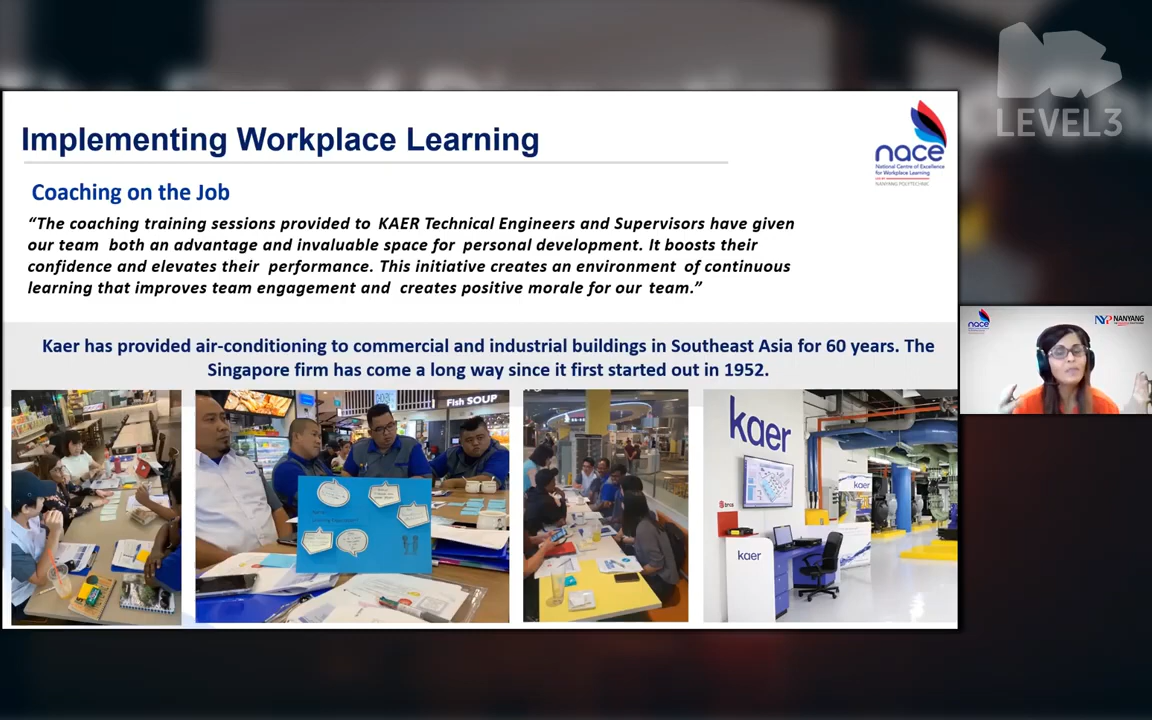 LEVEL3
Implementing Workplace Learning
nace
National Centre of Excellence
for Workplace Learning
NANYANG POLYTECHNIC
Coaching on the Job
“The coaching training sessions provided to KAER Technical Engineers and Supervisors have given
our team both an advantage and invaluable space for personal development. It boosts their
confidence and elevates their performance. This initiative creates an environment of continuous
learning that improves team engagement and creates positive morale for our team.”
nace
NYP NANYANG
Kaer has provided air-conditioning to commercial and industrial buildings in Southeast Asia for 60 years. The
Singapore firm has come a long way since it first started out in 1952.
Fish SOUP
kaer
kaer
kaer